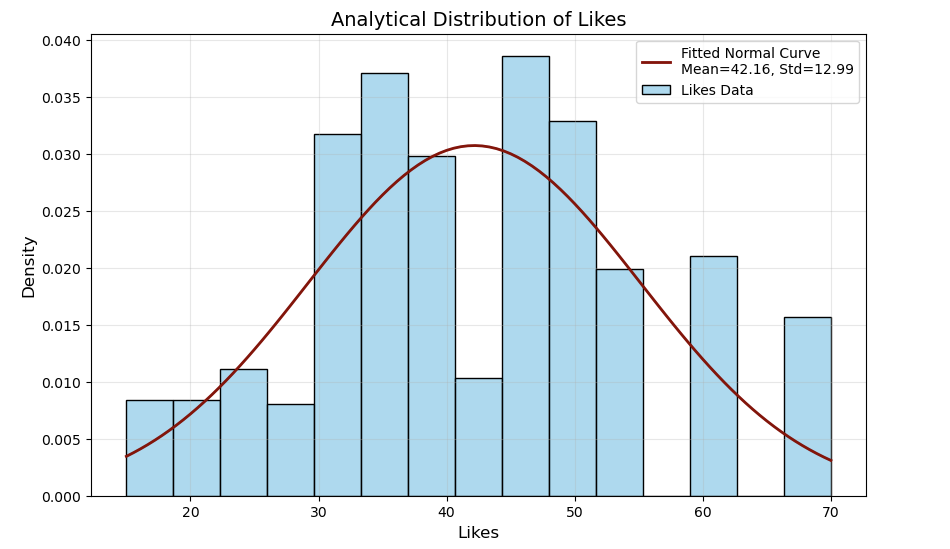 Analytical Distribution of Likes
0.040
0.035
0.030
0.025
0.020
0.015
0.010
0.005
0.000
Density
Fitted Normal Curve
Mean=42.16, Std=12.99
Likes Data
20 30 40 50 60 70
Likes